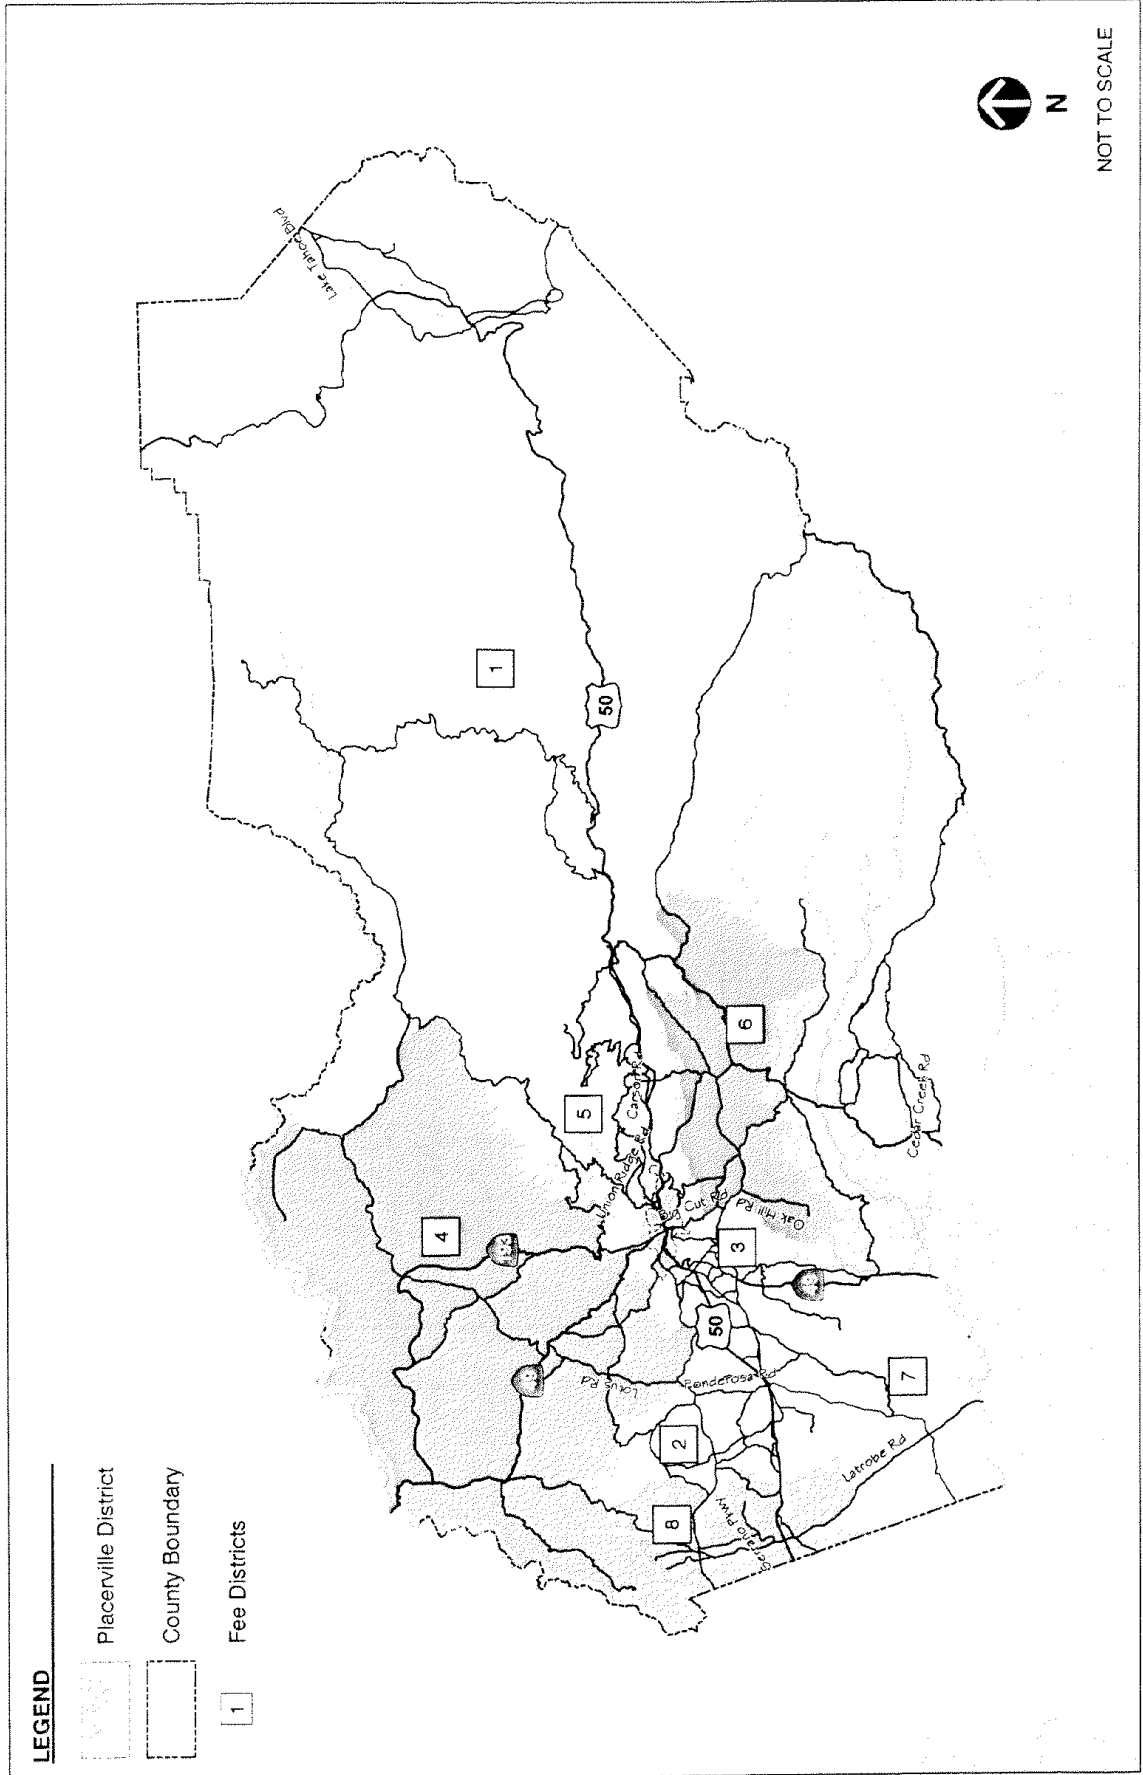 LEGEND
Placerville District
County Boundary
1
Fee Districts
Lake Tahoe Blvd
1
50
4
5
Union Ridge Rd
Carson Rd
6
Big Cut Rd
3
Oak Hill Rd
Cedar Creek Rd
Lotus Rd
50
Ponderosa Rd
2
8
Serrano Pkwy
7
Latrobe Rd
N
NOT TO SCALE